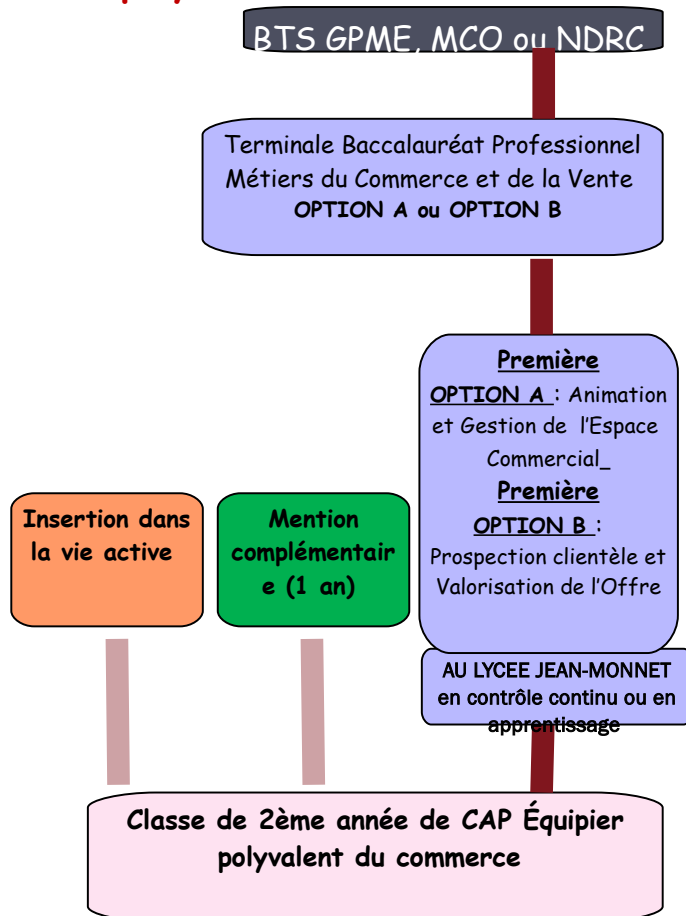 BTS GPME, MCO ou NDRC
Terminale Baccalauréat Professionnel
Métiers du Commerce et de la Vente
OPTION A ou OPTION B
Première
OPTION A : Animation
et Gestion de l'Espace
Commercial_
Première
OPTION B :
Prospection clientèle et
Valorisation de l'Offre
Insertion dans
la vie active
Mention
complémentair
e (1 an)
AU LYCEE JEAN-MONNET
en contrôle continu ou en
apprentissage
Classe de 2ème année de CAP Équipier
polyvalent du commerce